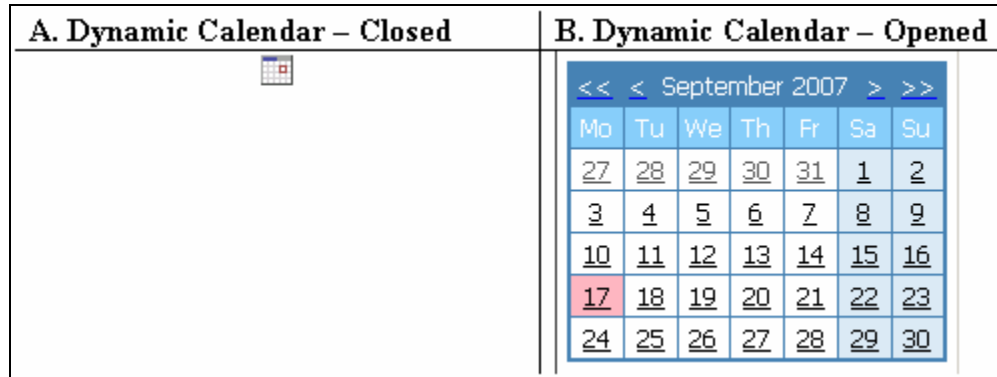 A. Dynamic Calendar – Closed
B. Dynamic Calendar – Opened
<< < September 2007 > >>
Mo Tu We Th Fr Sa Su
27 28 29 30 31 1 2
3 4 5 6 7 8 9
10 11 12 13 14 15 16
17 18 19 20 21 22 23
24 25 26 27 28 29 30